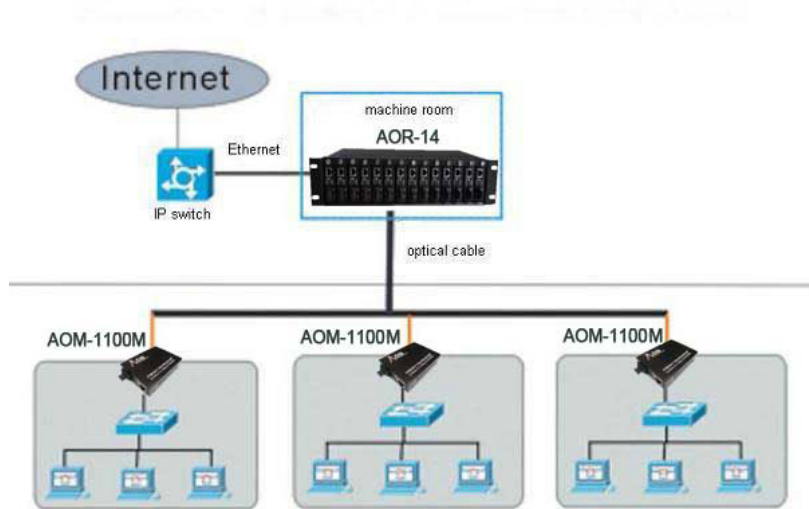 Internet
machine room
AOR-14
Ethernet
IP switch
optical cable
AOM-1100M
AOM-1100M
AOM-1100M